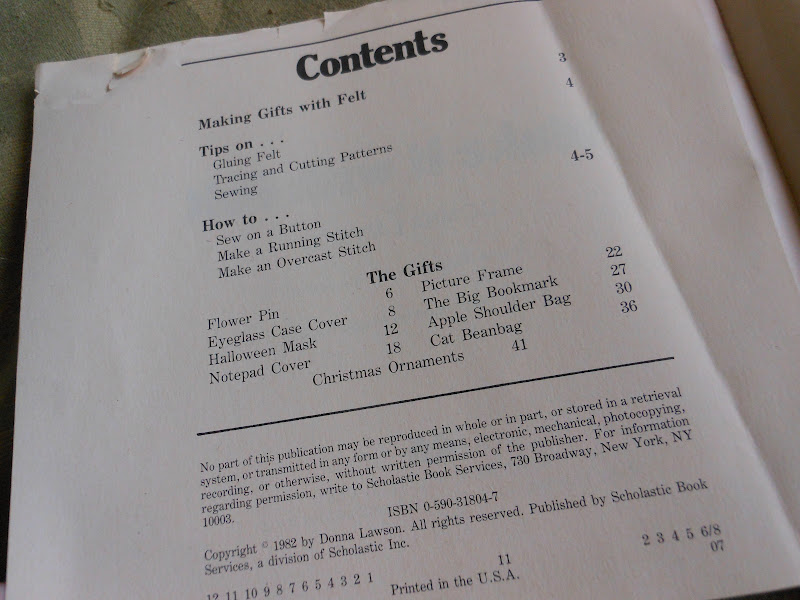 Contents
Making Gifts with Felt 3
Tips on . . . 4
Gluing Felt
Tracing and Cutting Patterns
Sewing
How to . . . 4-5
Sew on a Button
Make a Running Stitch
Make an Overcast Stitch
The Gifts
Flower Pin 6 Picture Frame 22
Eyeglass Case Cover 8 The Big Bookmark 27
Halloween Mask 12 Apple Shoulder Bag 30
Notepad Cover 18 Cat Beanbag 36
Christmas Ornaments 41
No part of this publication may be reproduced in whole or in part, or stored in a retrieval
system, or transmitted in any form or by any means, electronic, mechanical, photocopying,
recording, or otherwise, without written permission of the publisher. For information
regarding permission, write to Scholastic Book Services, 730 Broadway, New York, NY
10003.
ISBN 0-590-31804-7
Copyright © 1982 by Donna Lawson. All rights reserved. Published by Scholastic Book
Services, a division of Scholastic Inc.
12 11 10 9 8 7 6 5 4 3 2 1 11 2 3 4 5 6/8
Printed in the U.S.A. 07